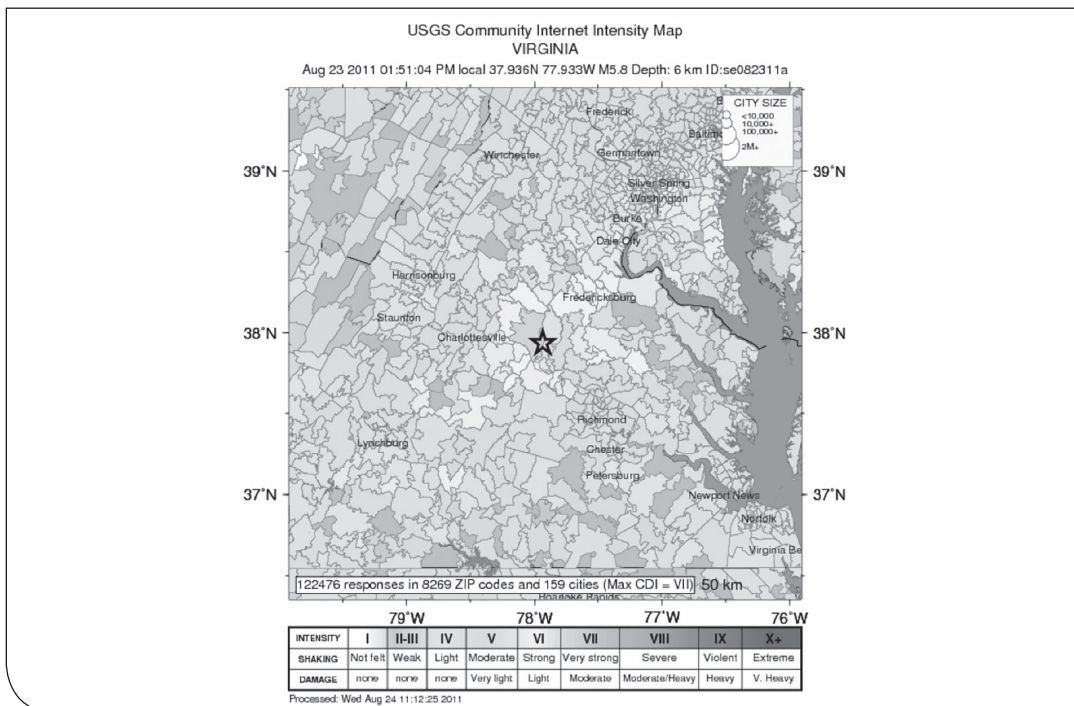 USGS Community Internet Intensity Map
VIRGINIA
Aug 23 2011 01:51:04 PM local 37.936N 77.933W M5.8 Depth: 6 km ID:se082311a
CITY SIZE
<10,000
10,000+
100,000+
2M+
Frederick
Winchester
Germantown
39°N
39°N
Silver Spring
Washington
Burke
Dale City
Harrisonburg
Fredericksburg
Staunton
38°N
Charlottesville
38°N
Richmond
Lynchburg
Chester
Petersburg
37°N
Newport News
37°N
Norfolk
Virginia Be
122476 responses in 8269 ZIP codes and 159 cities (Max CDI = VII)
50 km
Roanoke Rapids
79°W 78°W 77°W 76°W
INTENSITY I II-III IV V VI VII VIII IX X+
SHAKING Not felt Weak Light Moderate Strong Very strong Severe Violent Extreme
DAMAGE none none none Very light Light Moderate Moderate/Heavy Heavy V. Heavy
Processed: Wed Aug 24 11:12:25 2011